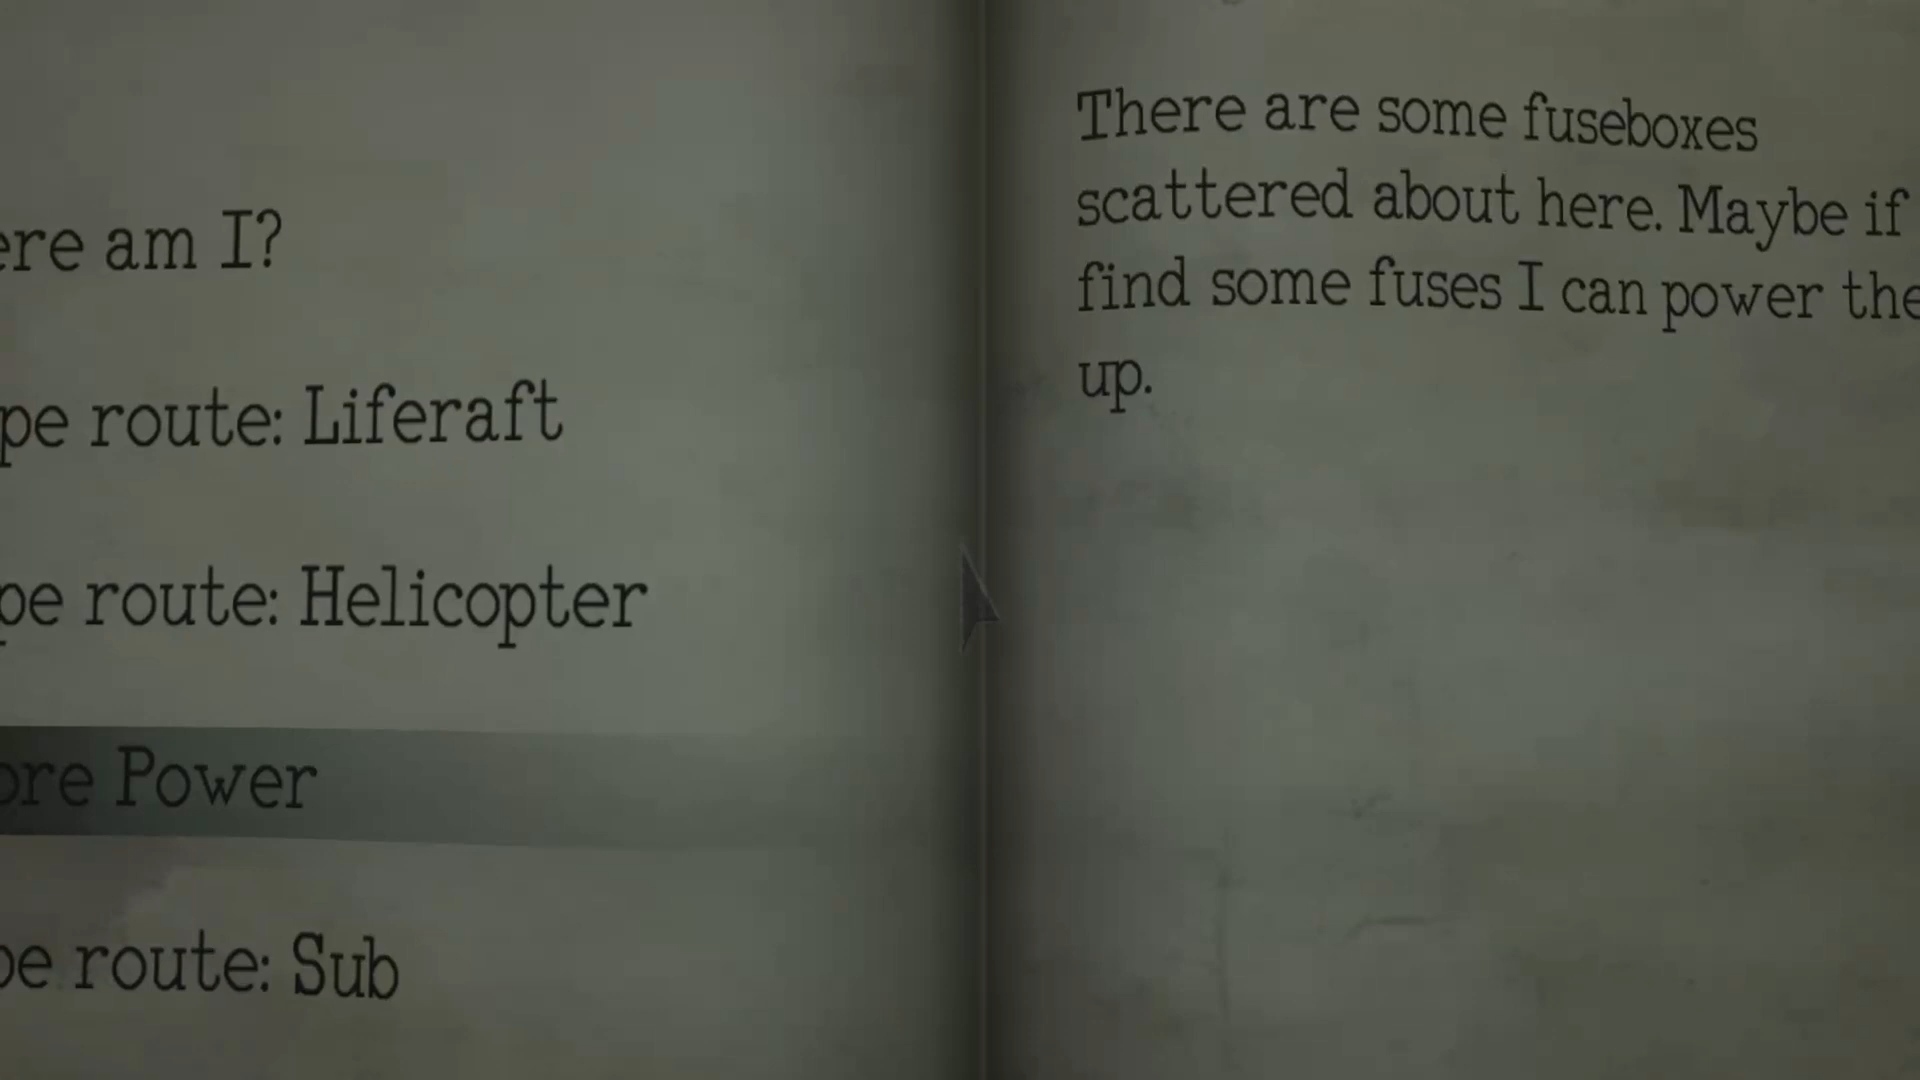 ere am I?
pe route: Liferaft
pe route: Helicopter
ore Power
pe route: Sub
There are some fuseboxes
scattered about here. Maybe if
find some fuses I can power the
up.